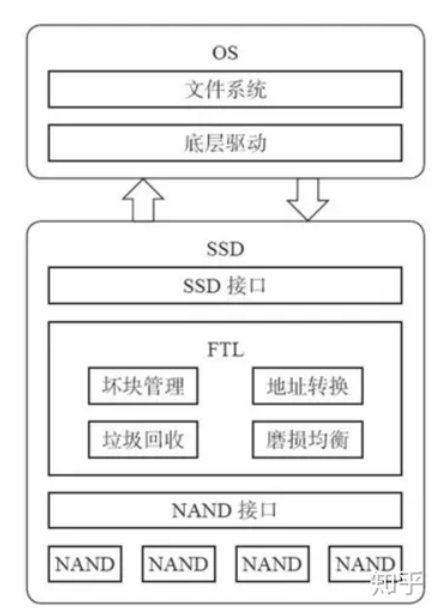 OS
文件系统
底层驱动
SSD
SSD 接口
FTL
坏块管理 地址转换
垃圾回收 磨损均衡
NAND 接口
NAND NAND NAND NAND
知乎